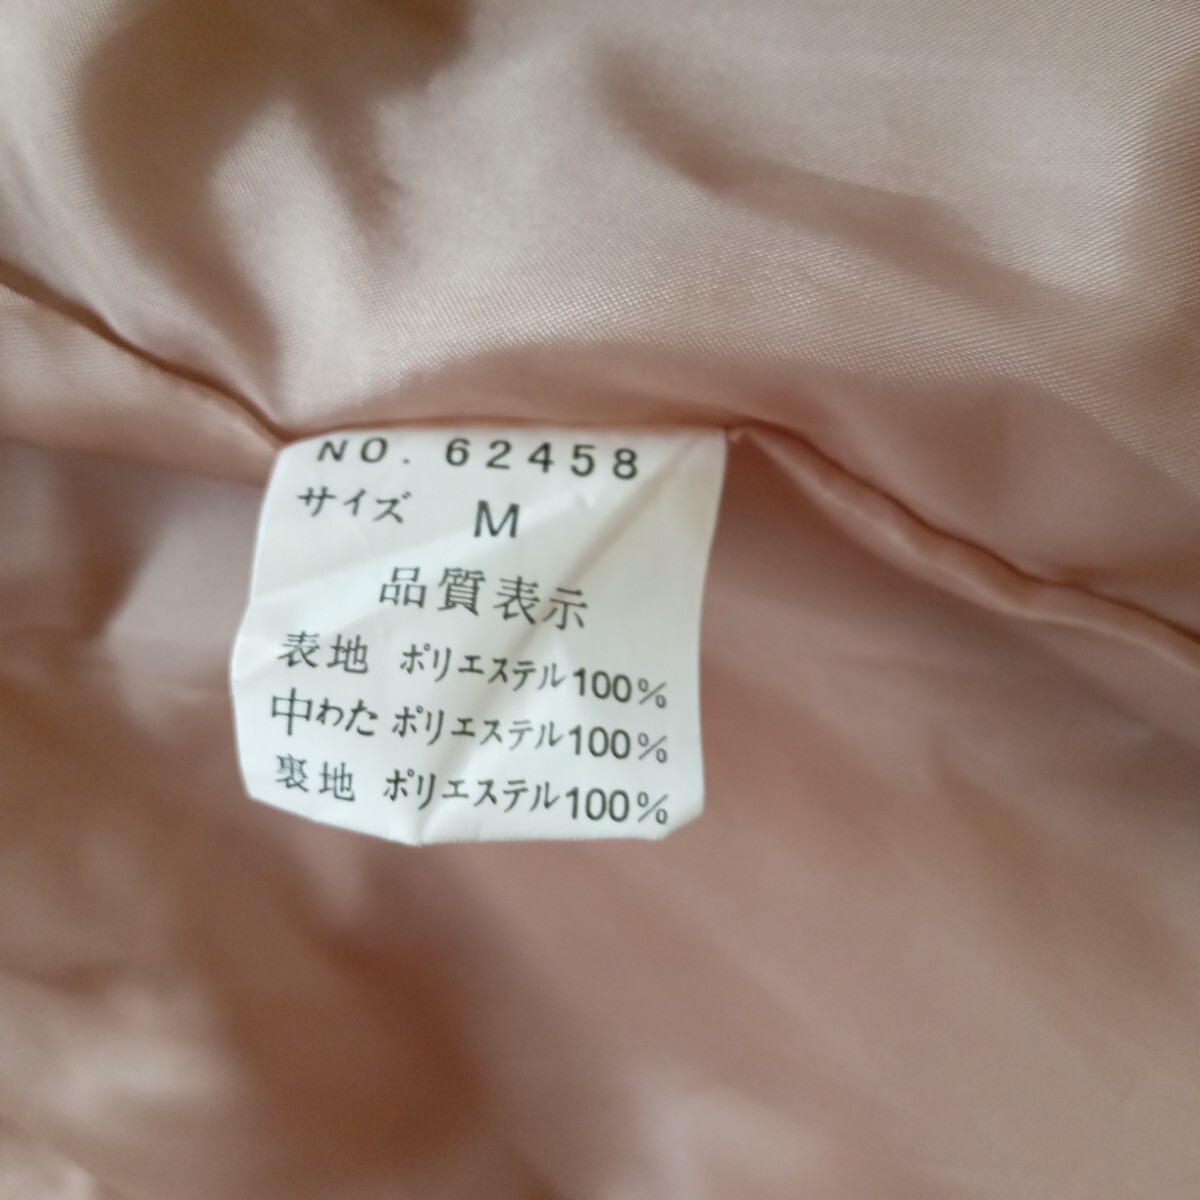 NO. 62458
サイズ M
品質表示
表地 ポリエステル100%
中わた ポリエステル100%
裏地 ポリエステル100%